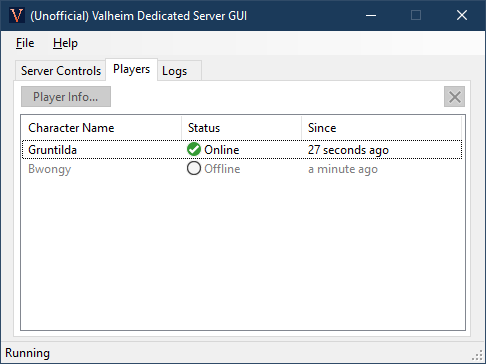 V (Unofficial) Valheim Dedicated Server GUI
File Help
Server Controls Players Logs
Player Info...
Character Name Status Since
Gruntilda Online 27 seconds ago
Bwongy Offline a minute ago
Running